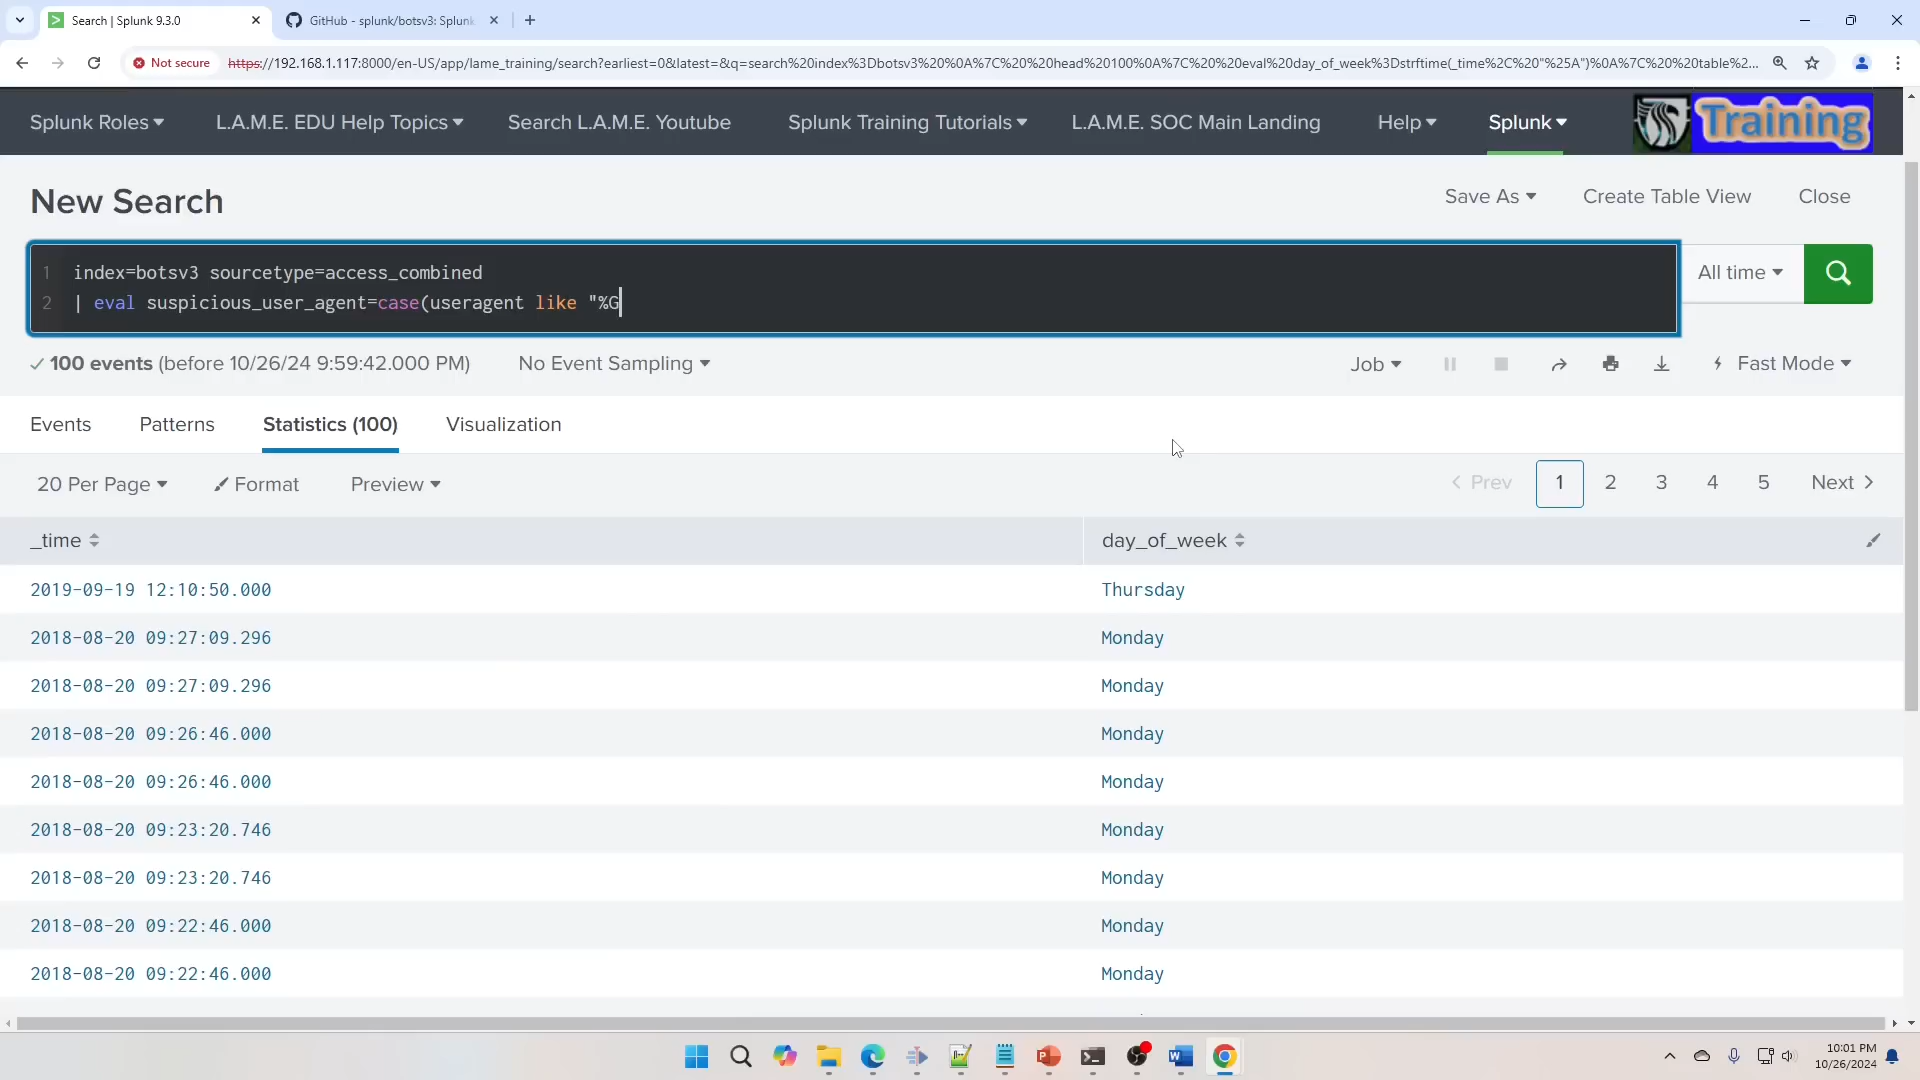 Search | Splunk 9.3.0
GitHub - splunk/botsv3: Splunk
Not secure
https://192.168.1.117:8000/en-US/app/lame_training/search?earliest=0&latest=&q=search%20index%3Dbotsv3%20%0A%7C%20%20head%20100%0A%7C%20%20eval%20day_of_week%3Dstrftime(_time%2C%20"%25A")%0A%7C%20%20table%2...
Splunk Roles
L.A.M.E. EDU Help Topics
Search L.A.M.E. Youtube
Splunk Training Tutorials
L.A.M.E. SOC Main Landing
Help
Splunk
Training
New Search
Save As
Create Table View
Close
1 index=botsv3 sourcetype=access_combined
2 | eval suspicious_user_agent=case(useragent like "%G
All time
100 events (before 10/26/24 9:59:42.000 PM)
No Event Sampling
Job
Fast Mode
Events
Patterns
Statistics (100)
Visualization
20 Per Page
Format
Preview
< Prev
1
2
3
4
5
Next >
_time
day_of_week
2019-09-19 12:10:50.000 Thursday
2018-08-20 09:27:09.296 Monday
2018-08-20 09:27:09.296 Monday
2018-08-20 09:26:46.000 Monday
2018-08-20 09:26:46.000 Monday
2018-08-20 09:23:20.746 Monday
2018-08-20 09:23:20.746 Monday
2018-08-20 09:22:46.000 Monday
2018-08-20 09:22:46.000 Monday
10:01 PM
10/26/2024